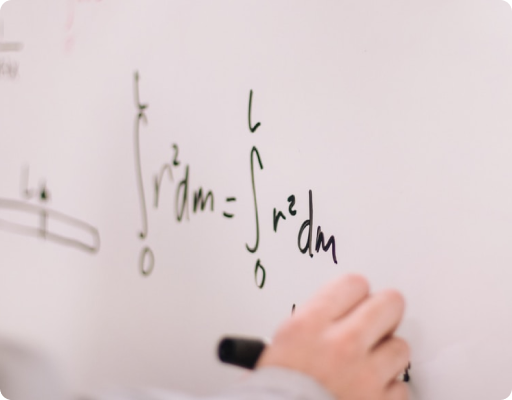 ∫₀ᴸ r²dm = ∫₀ᴸ r²dm